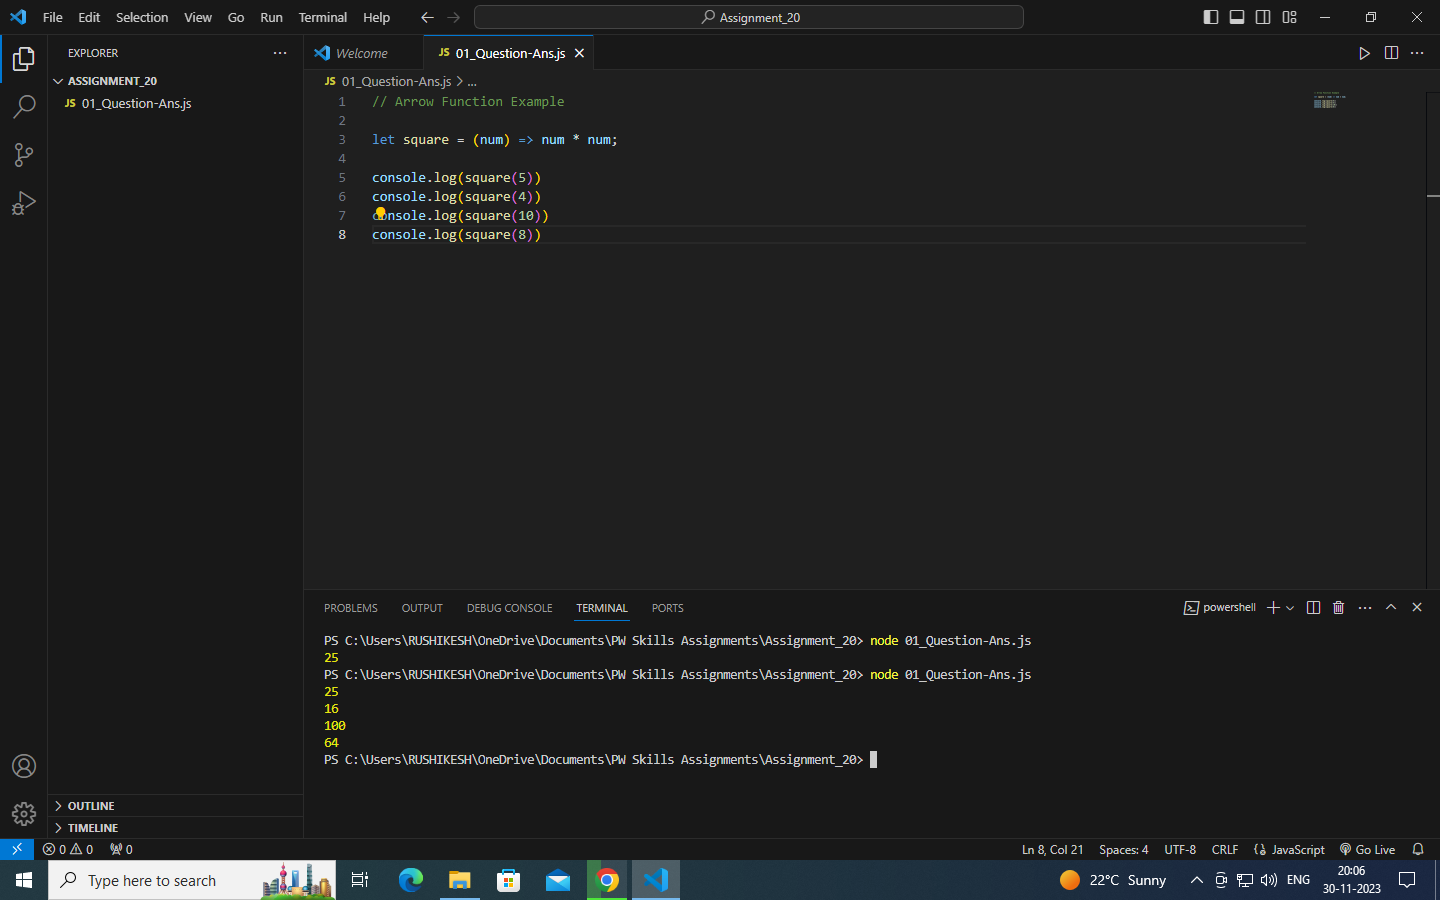 File Edit Selection View Go Run Terminal Help
Assignment_20
EXPLORER
ASSIGNMENT_20
JS 01_Question-Ans.js
OUTLINE
TIMELINE
Welcome
JS 01_Question-Ans.js
JS 01_Question-Ans.js > ...
1 // Arrow Function Example
2
3 let square = (num) => num * num;
4
5 console.log(square(5))
6 console.log(square(4))
7 console.log(square(10))
8 console.log(square(8))
PROBLEMS OUTPUT DEBUG CONSOLE TERMINAL PORTS
powershell
PS C:\Users\RUSHIKESH\OneDrive\Documents\PW Skills Assignments\Assignment_20> node 01_Question-Ans.js
25
PS C:\Users\RUSHIKESH\OneDrive\Documents\PW Skills Assignments\Assignment_20> node 01_Question-Ans.js
25
16
100
64
PS C:\Users\RUSHIKESH\OneDrive\Documents\PW Skills Assignments\Assignment_20>
0 0 0
Ln 8, Col 21 Spaces: 4 UTF-8 CRLF JavaScript Go Live
Type here to search
22°C Sunny
ENG
20:06
30-11-2023